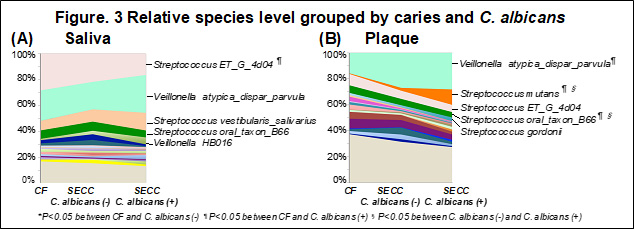 Figure. 3 Relative species level grouped by caries and C. albicans
(A) Saliva
100%
80%
60%
40%
20%
0%
Streptococcus ET_G_4d04 ¶
Veillonella atypica_dispar_parvula
Streptococcus vestibularis_salivarius
Streptococcus oral_taxon_B66
Veillonella HB016
CF SECC SECC
C. albicans (-) C. albicans (+)
(B) Plaque
100%
80%
60%
40%
20%
0%
Veillonella atypica_dispar_parvula¶
Streptococcus mutans¶ §
Streptococcus ET_G_4d04
Streptococcus oral_taxon_B66¶ §
Streptococcus gordonii
CF SECC SECC
C. albicans (-) C. albicans (+)
*P<0.05 between CF and C. albicans (-) ¶ P<0.05 between CF and C. albicans (+) § P<0.05 between C. albicans (-) and C. albicans (+)